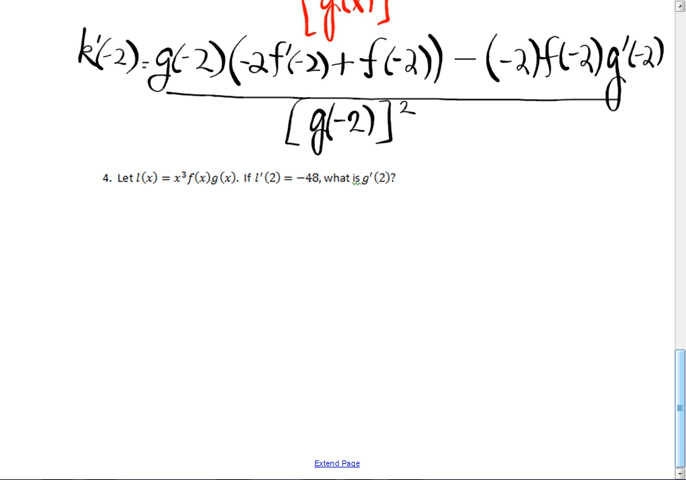 [g(x)]
k'(-2) = g(-2)(-2f'(-2) + f(-2)) - (-2)f(-2)g'(-2)
[g(-2)]²
4. Let l(x) = x³f(x)g(x). If l'(2) = −48, what is g'(2)?
Extend Page